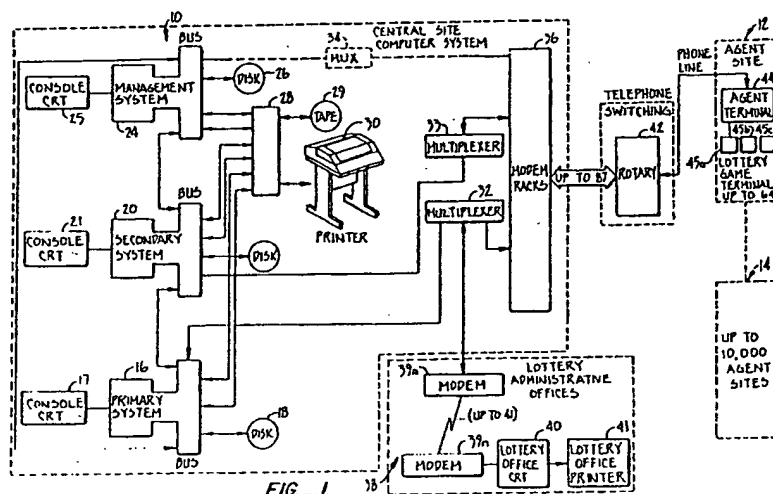 10
BUS
34
MUX
CENTRAL SITE
COMPUTER SYSTEM
36
12
CONSOLE
CRT
25
MANAGEMENT
SYSTEM
24
DISK
26
28
29
TAPE
30
PRINTER
33
MULTIPLEXER
32
MULTIPLEXER
MODEM
RACKS
UP TO 87
TELEPHONE
SWITCHING
42
ROTARY
PHONE
LINE
AGENT
SITE
44
AGENT
TERMINAL
45b
45c
45a
LOTTERY
GAME
TERMINAL
UP TO 64
14
UP TO
10,000
AGENT
SITES
BUS
21
CONSOLE
CRT
20
SECONDARY
SYSTEM
DISK
17
CONSOLE
CRT
16
PRIMARY
SYSTEM
18
DISK
BUS
39a
MODEM
LOTTERY
ADMINISTRATIVE
OFFICES
(UP TO 6)
39n
MODEM
38
40
LOTTERY
OFFICE
CRT
41
LOTTERY
OFFICE
PRINTER
FIG_1